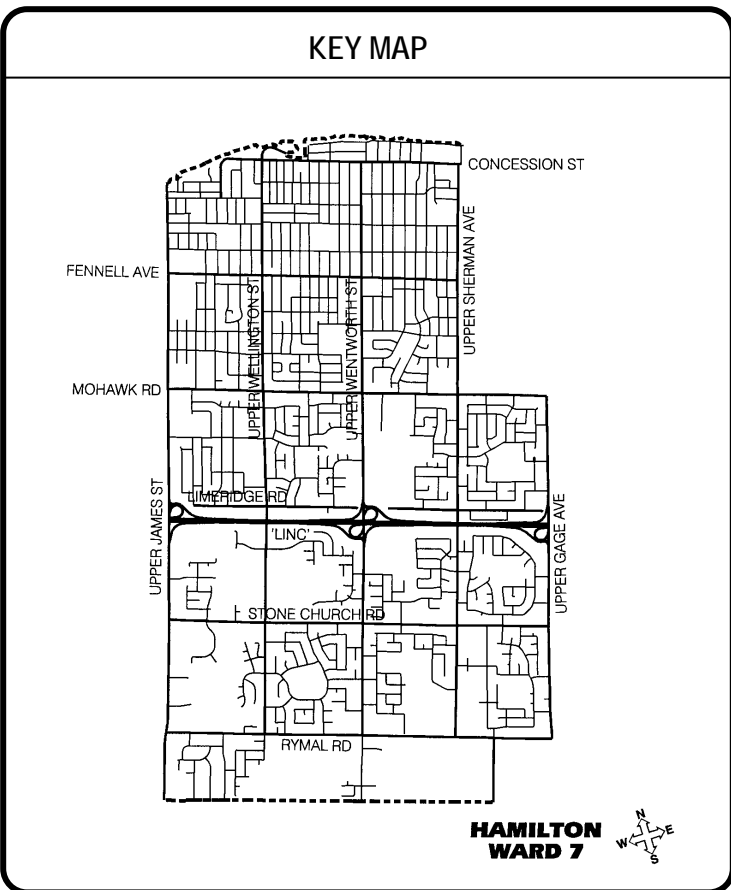 KEY MAP
CONCESSION ST
UPPER SHERMAN AVE
FENNELL AVE
UPPER WELLINGTON ST
UPPER WENTWORTH ST
MOHAWK RD
LIMERIDGE RD
UPPER JAMES ST
'LINC'
UPPER GAGE AVE
STONE CHURCH RD
RYMAL RD
HAMILTON
WARD 7
N
W
E
S